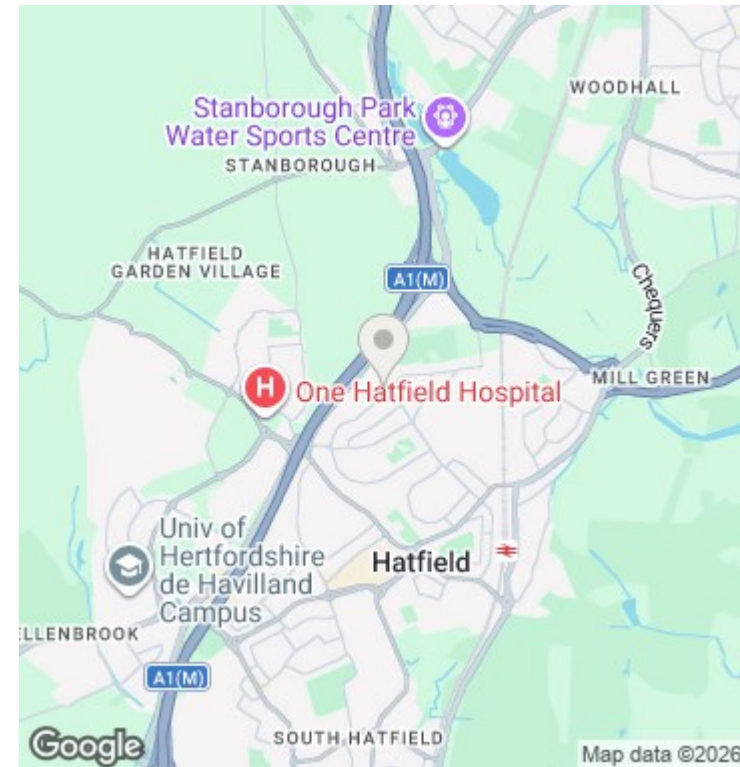 WOODHALL
Stanborough Park
Water Sports Centre
STANBOROUGH
HATFIELD
GARDEN VILLAGE
A1(M)
Chequers
H
One Hatfield Hospital
MILL GREEN
Univ of
Hertfordshire
de Havilland
Campus
Hatfield
ELLENBROOK
A1(M)
SOUTH HATFIELD
Google
Map data ©2026